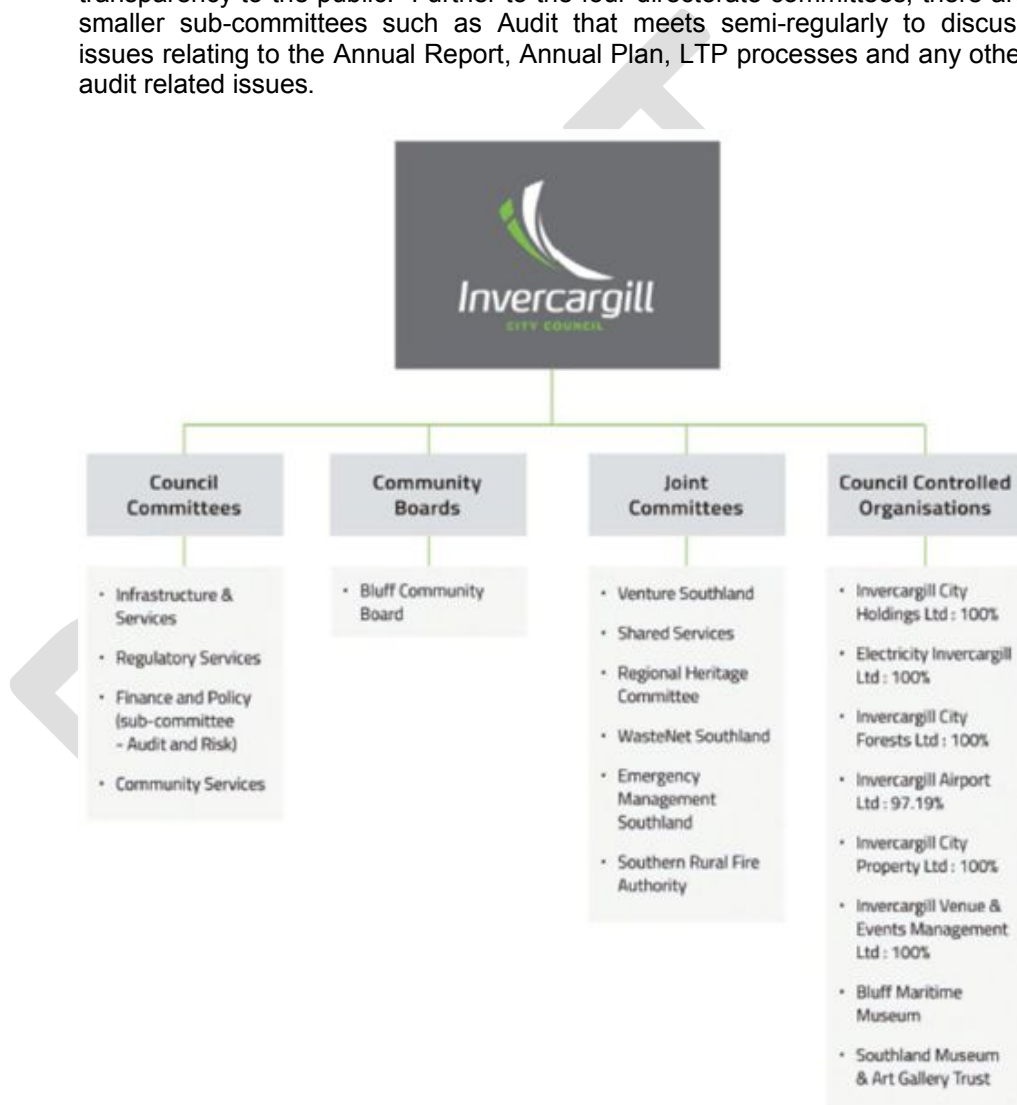 transparency to the public. Further to the four directorate committees, there
smaller sub-committees such as Audit that meets semi-regularly to
issues relating to the Annual Report, Annual Plan, LTP processes and any
audit related issues.
Invercargill
CITY COUNCIL
Council
Committees
• Infrastructure &
Services
• Regulatory Services
• Finance and Policy
(sub-committee
- Audit and Risk)
• Community Services
Community
Boards
• Bluff Community
Board
Joint
Committees
• Venture Southland
• Shared Services
• Regional Heritage
Committee
• WasteNet Southland
• Emergency
Management
Southland
• Southern Rural Fire
Authority
Council Controlled
Organisations
• Invercargill City
Holdings Ltd : 100%
• Electricity Invercargill
Ltd : 100%
• Invercargill City
Forests Ltd : 100%
• Invercargill Airport
Ltd : 97.19%
• Invercargill City
Property Ltd : 100%
• Invercargill Venue &
Events Management
Ltd : 100%
• Bluff Maritime
Museum
• Southland Museum
& Art Gallery Trust